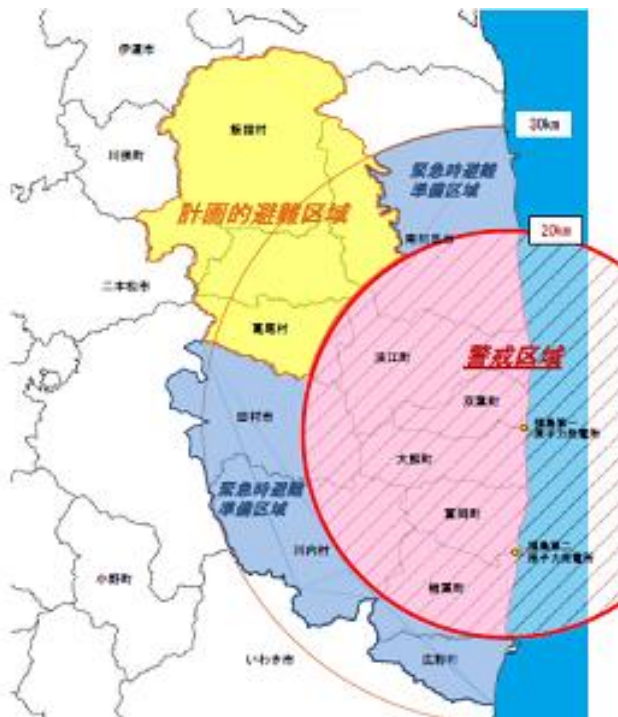 伊達市
飯舘村
30km
川俣町
緊急時避難
準備区域
計画的避難区域
20km
南相馬市
二本松市
葛尾村
浪江町
警戒区域
双葉町
田村市
福島第一
原子力発電所
大熊町
緊急時避難
準備区域
富岡町
川内村
福島第二
原子力発電所
小野町
楢葉町
いわき市
広野町